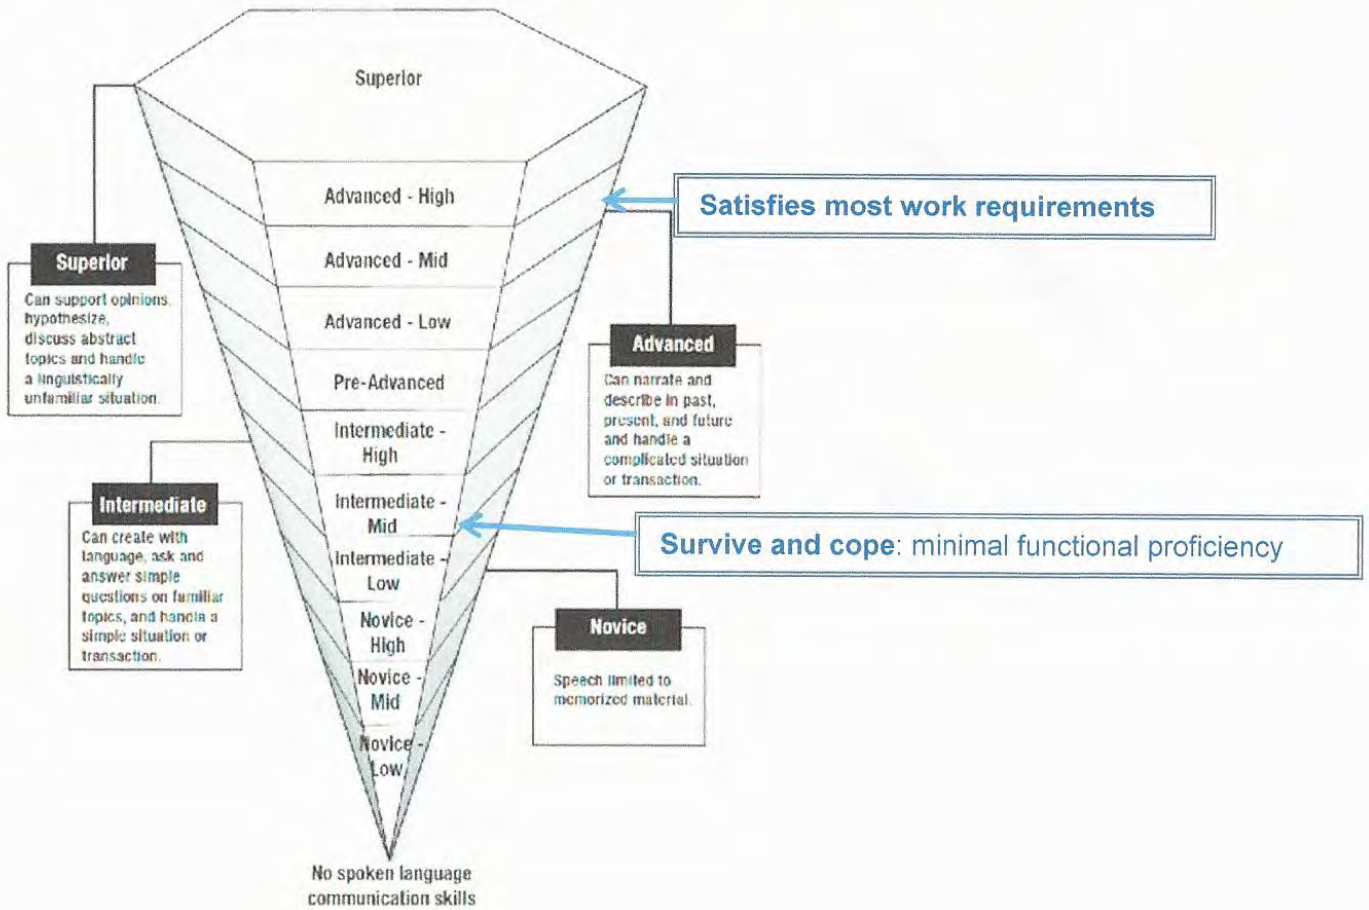 Superior
Advanced - High
Satisfies most work requirements
Advanced - Mid
Superior
Can support opinions,
hypothesize,
discuss abstract
topics and handle
a linguistically
unfamiliar situation.
Advanced - Low
Advanced
Can narrate and
describe in past,
present, and future
and handle a
complicated situation
or transaction.
Pre-Advanced
Intermediate -
High
Intermediate
Can create with
language, ask and
answer simple
questions on familiar
topics, and handle a
simple situation or
transaction.
Intermediate -
Mid
Survive and cope: minimal functional proficiency
Intermediate -
Low
Novice -
High
Novice
Speech limited to
memorized material.
Novice -
Mid
Novice -
Low
No spoken language
communication skills